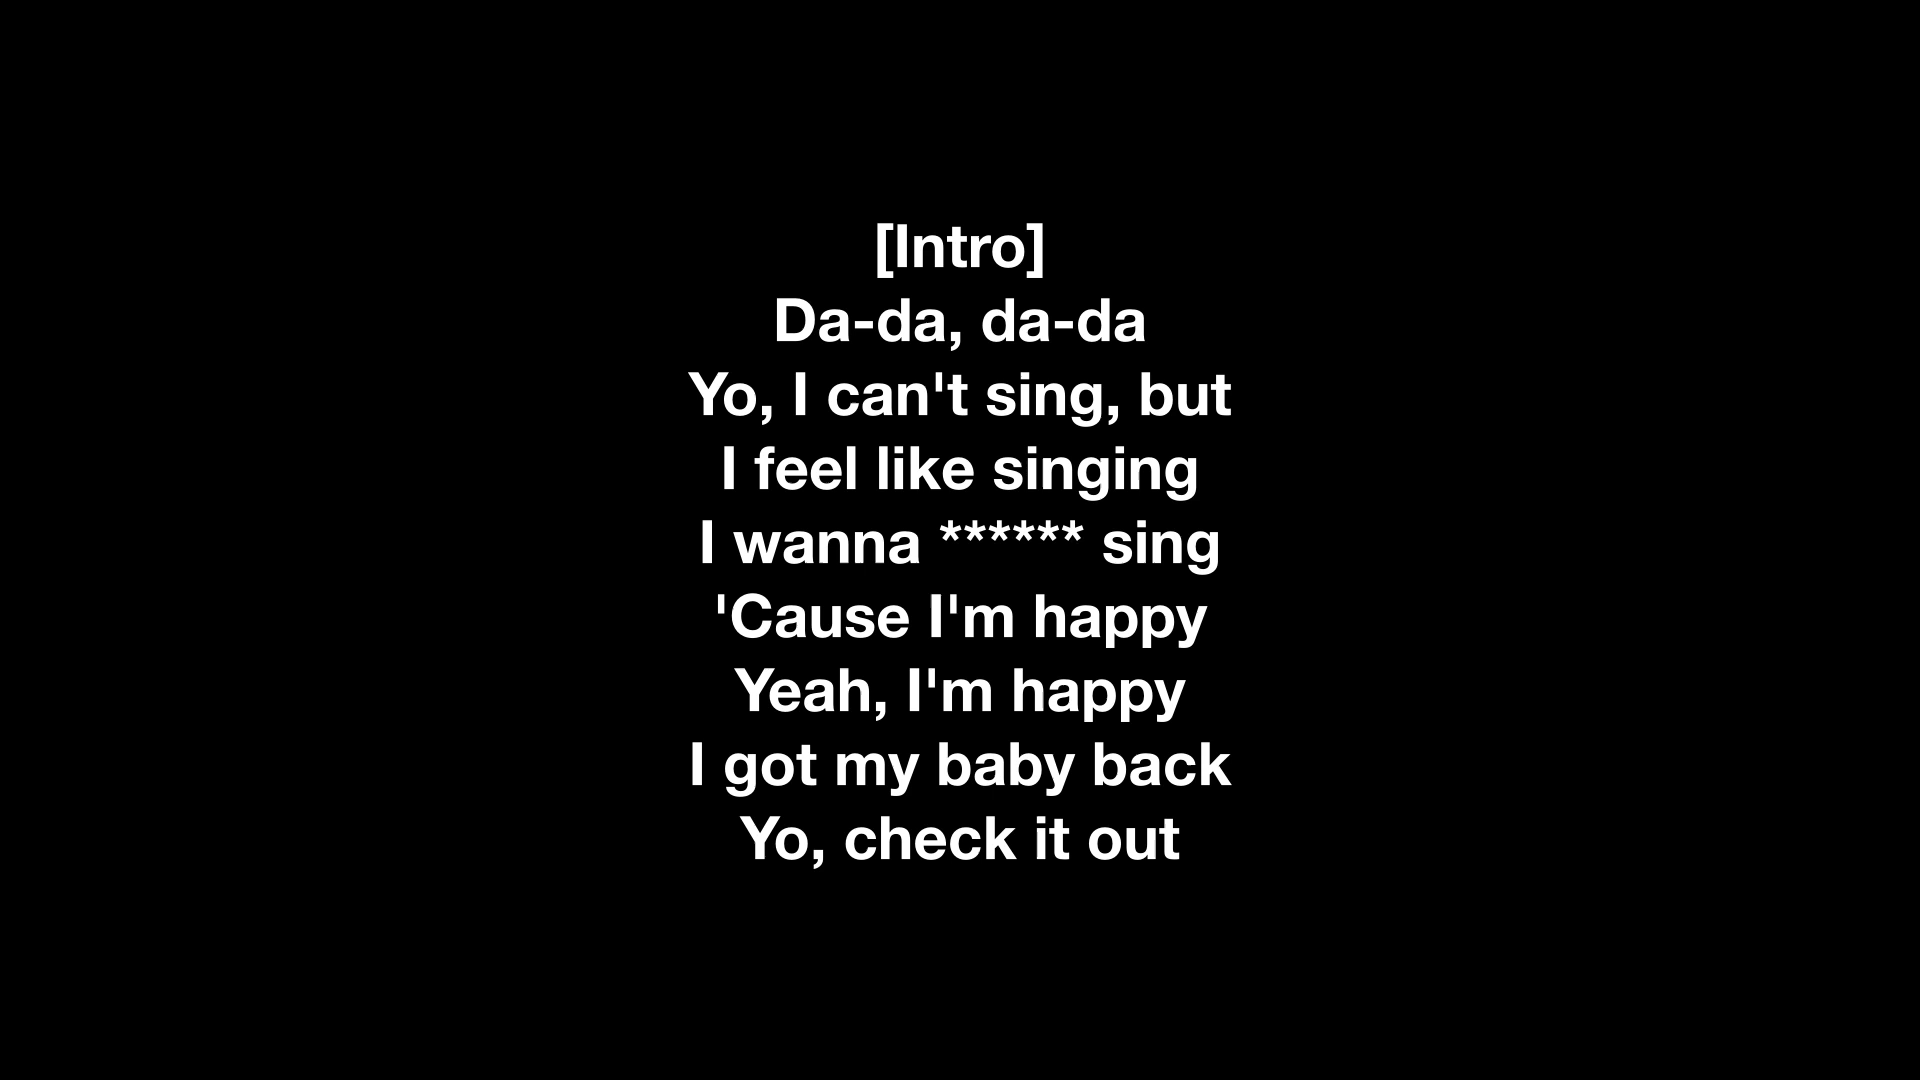 [Intro]
Da-da, da-da
Yo, I can't sing, but
I feel like singing
I wanna ****** sing
'Cause I'm happy
Yeah, I'm happy
I got my baby back
Yo, check it out